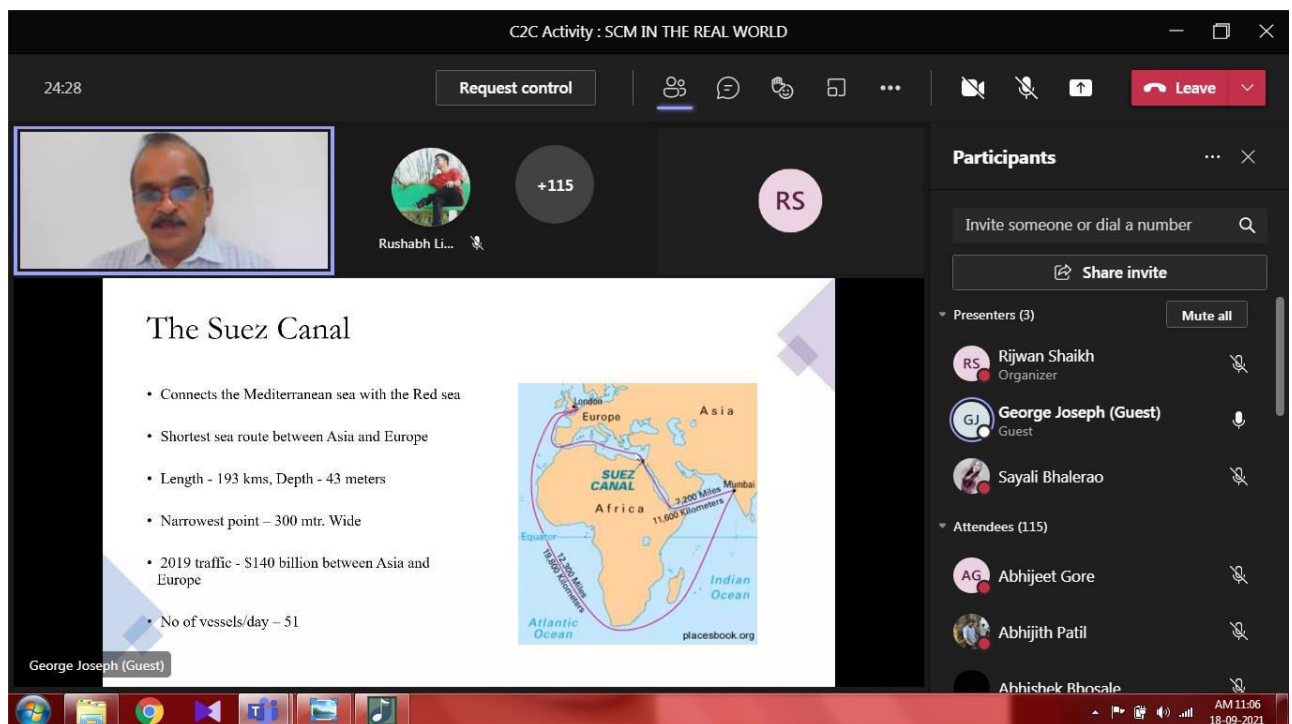 C2C Activity : SCM IN THE REAL WORLD
24:28
Request control
Leave
+115
RS
Rushabh Li...
George Joseph (Guest)
The Suez Canal
• Connects the Mediterranean sea with the Red sea
• Shortest sea route between Asia and Europe
• Length - 193 kms, Depth - 43 meters
• Narrowest point – 300 mtr. Wide
• 2019 traffic - $140 billion between Asia and
Europe
• No of vessels/day – 51
London
Europe
Asia
SUEZ
CANAL
Mumbai
7,200 Miles
11,600 Kilometers
Africa
Equator
12,300 Miles
19,800 Kilometers
Indian
Ocean
Atlantic
Ocean
placesbook.org
Participants
Invite someone or dial a number
Share invite
Presenters (3)
Mute all
RS
Rijwan Shaikh
Organizer
GJ
George Joseph (Guest)
Guest
Sayali Bhalerao
Attendees (115)
AG
Abhijeet Gore
Abhijith Patil
Abhishek Bhosale
AM 11:06
18-09-2021